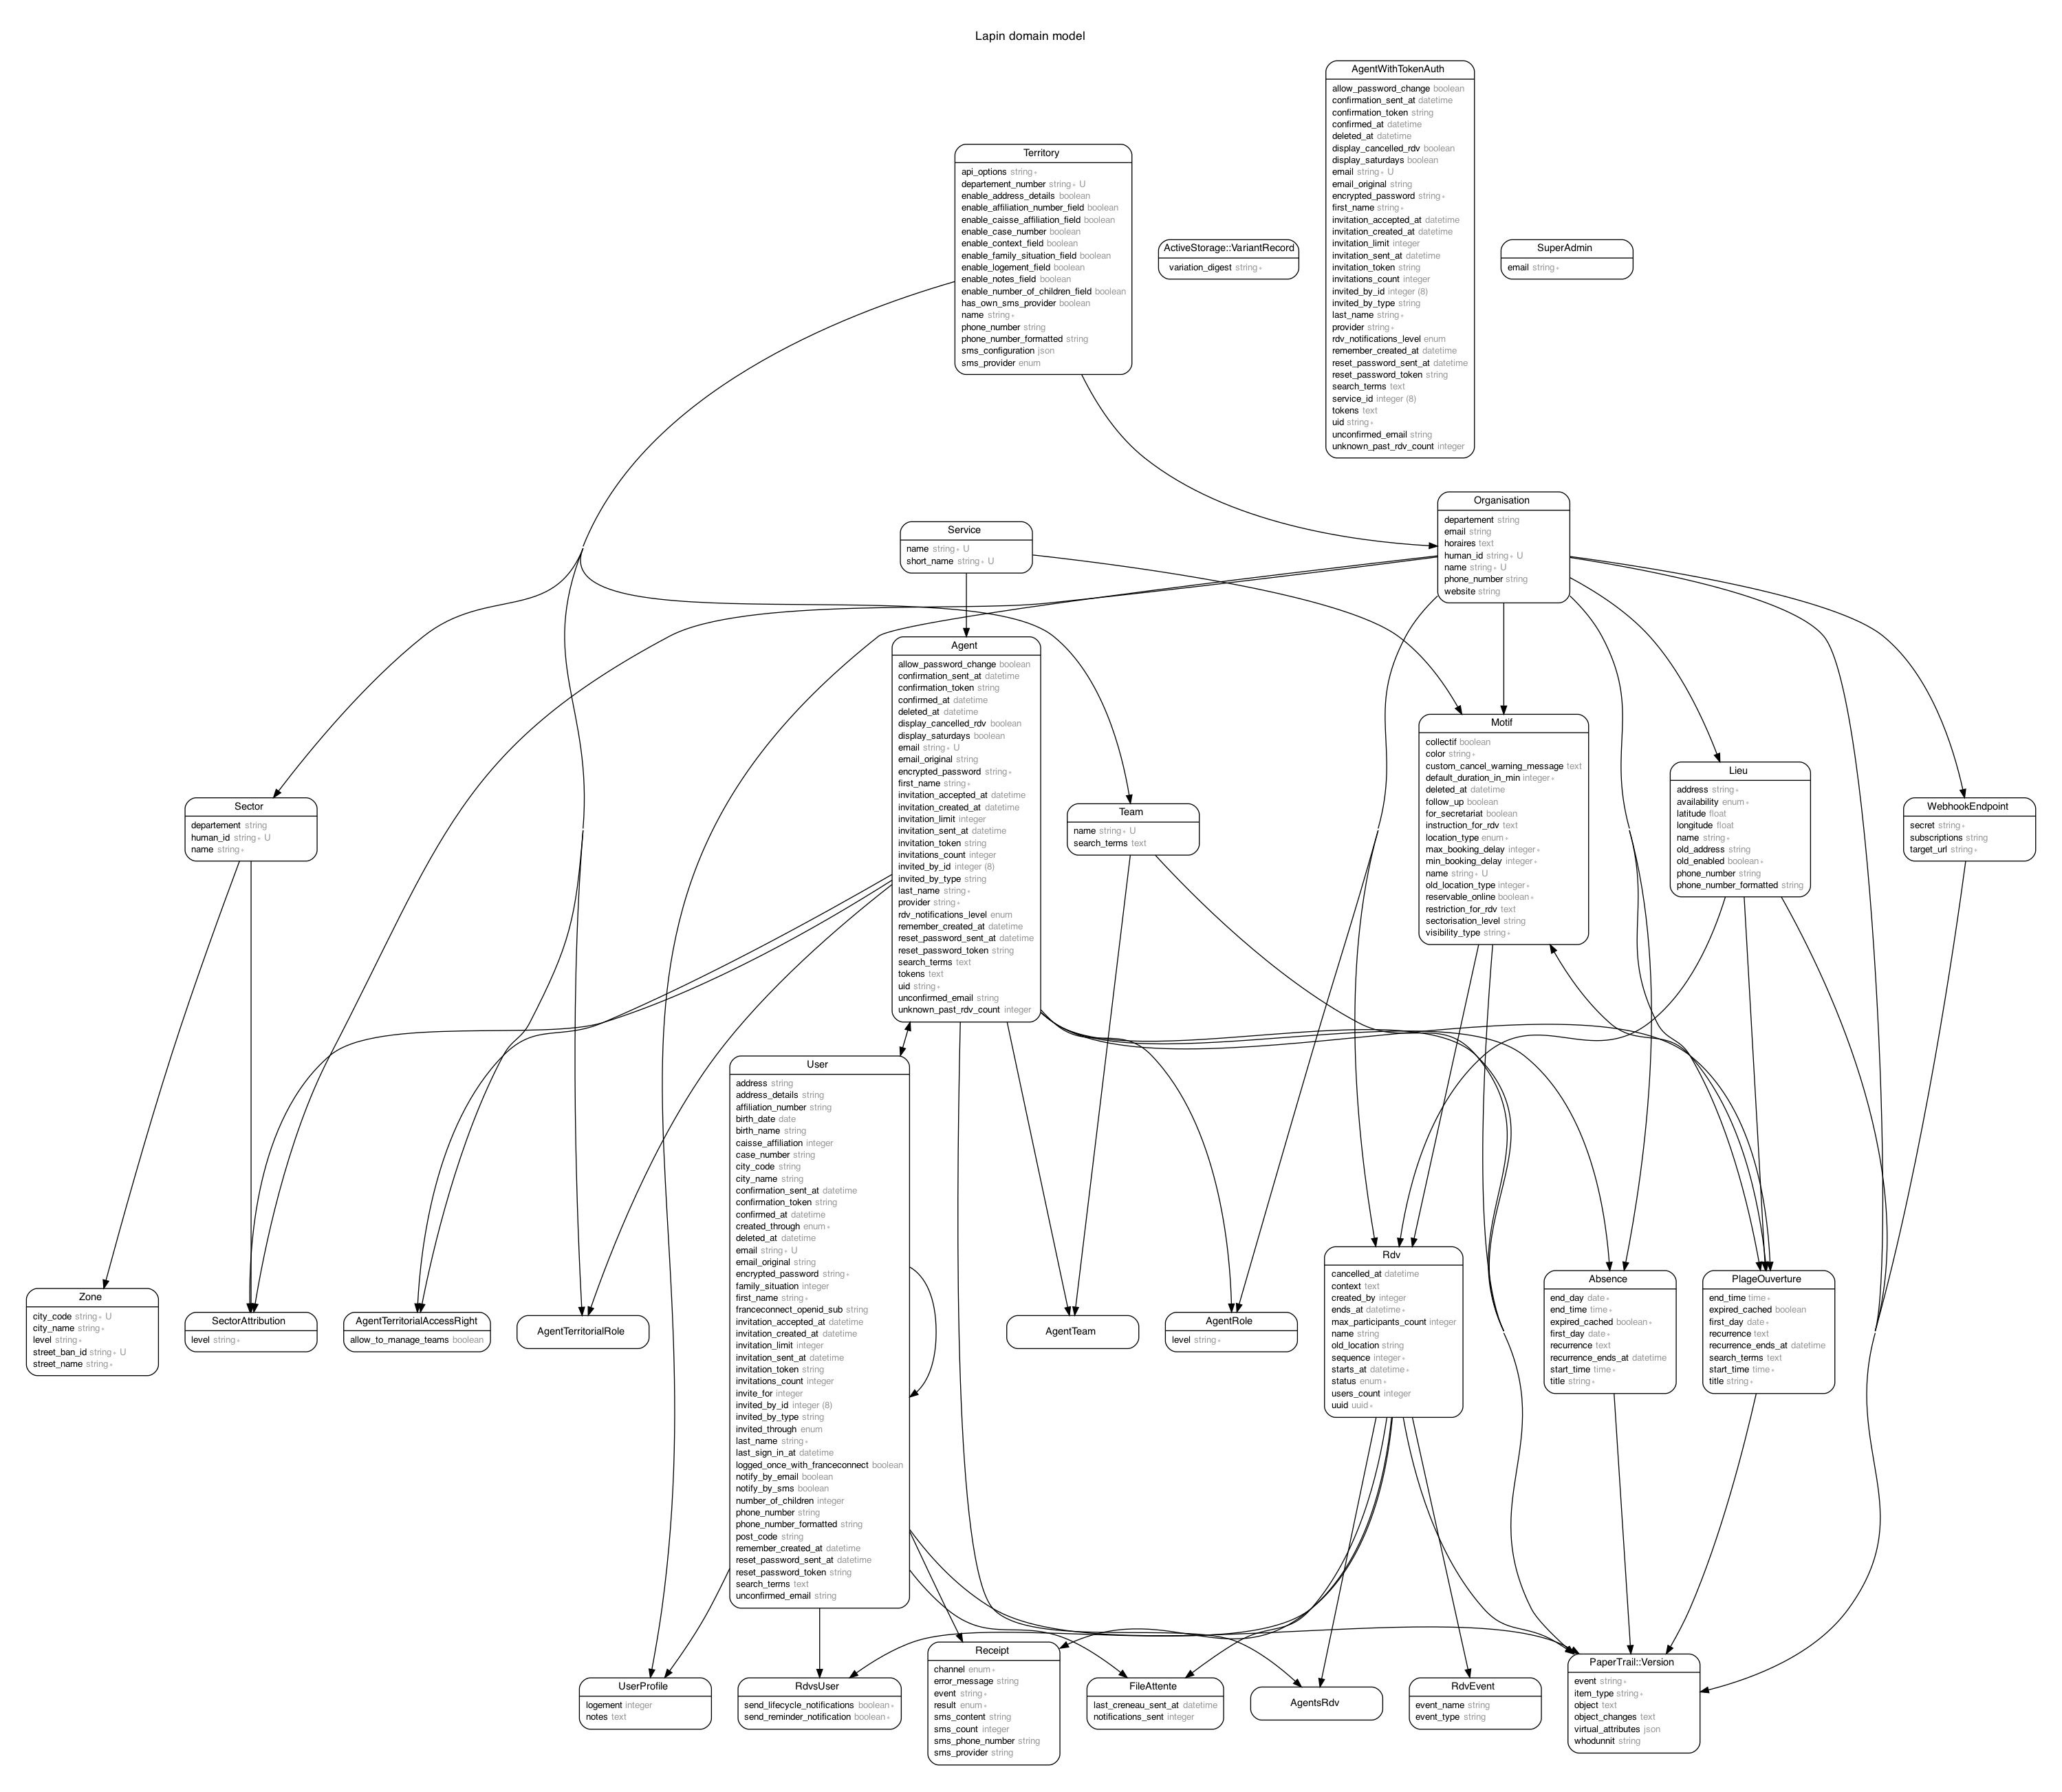 Lapin domain model
AgentWithTokenAuth
allow_password_change boolean
confirmation_sent_at datetime
confirmation_token string
confirmed_at datetime
deleted_at datetime
display_cancelled_rdv boolean
display_saturdays boolean
email string∗ U
email_original string
encrypted_password string∗
first_name string∗
invitation_accepted_at datetime
invitation_created_at datetime
invitation_limit integer
invitation_sent_at datetime
invitation_token string
invitations_count integer
invited_by_id integer (8)
invited_by_type string
last_name string∗
provider string∗
rdv_notifications_level enum
remember_created_at datetime
reset_password_sent_at datetime
reset_password_token string
search_terms text
service_id integer (8)
tokens text
uid string∗
unconfirmed_email string
unknown_past_rdv_count integer
Territory
api_options string∗
departement_number string∗ U
enable_address_details boolean
enable_affiliation_number_field boolean
enable_caisse_affiliation_field boolean
enable_case_number boolean
enable_context_field boolean
enable_family_situation_field boolean
enable_logement_field boolean
enable_notes_field boolean
enable_number_of_children_field boolean
has_own_sms_provider boolean
name string∗
phone_number string
phone_number_formatted string
sms_configuration json
sms_provider enum
ActiveStorage::VariantRecord
variation_digest string∗
SuperAdmin
email string∗
Organisation
departement string
email string
horaires text
human_id string∗ U
name string∗ U
phone_number string
website string
Service
name string∗ U
short_name string∗ U
Agent
allow_password_change boolean
confirmation_sent_at datetime
confirmation_token string
confirmed_at datetime
deleted_at datetime
display_cancelled_rdv boolean
display_saturdays boolean
email string∗ U
email_original string
encrypted_password string∗
first_name string∗
invitation_accepted_at datetime
invitation_created_at datetime
invitation_limit integer
invitation_sent_at datetime
invitation_token string
invitations_count integer
invited_by_id integer (8)
invited_by_type string
last_name string∗
provider string∗
rdv_notifications_level enum
remember_created_at datetime
reset_password_sent_at datetime
reset_password_token string
search_terms text
tokens text
uid string∗
unconfirmed_email string
unknown_past_rdv_count integer
Motif
collectif boolean
color string∗
custom_cancel_warning_message text
default_duration_in_min integer∗
deleted_at datetime
follow_up boolean
for_secretariat boolean
instruction_for_rdv text
location_type enum∗
max_booking_delay integer∗
min_booking_delay integer∗
name string∗ U
old_location_type integer∗
reservable_online boolean∗
restriction_for_rdv text
sectorisation_level string
visibility_type string∗
Lieu
address string∗
availability enum∗
latitude float
longitude float
name string∗
old_address string
old_enabled boolean∗
phone_number string
phone_number_formatted string
Sector
departement string
human_id string∗ U
name string∗
Team
name string∗ U
search_terms text
WebhookEndpoint
secret string∗
subscriptions string
target_url string∗
User
address string
address_details string
affiliation_number string
birth_date date
birth_name string
caisse_affiliation integer
case_number string
city_code string
city_name string
confirmation_sent_at datetime
confirmation_token string
confirmed_at datetime
created_through enum∗
deleted_at datetime
email string∗ U
email_original string
encrypted_password string∗
family_situation integer
first_name string∗
franceconnect_openid_sub string
invitation_accepted_at datetime
invitation_created_at datetime
invitation_limit integer
invitation_sent_at datetime
invitation_token string
invitations_count integer
invite_for integer
invited_by_id integer (8)
invited_by_type string
invited_through enum
last_name string∗
last_sign_in_at datetime
logged_once_with_franceconnect boolean
notify_by_email boolean
notify_by_sms boolean
number_of_children integer
phone_number string
phone_number_formatted string
post_code string
remember_created_at datetime
reset_password_sent_at datetime
reset_password_token string
search_terms text
unconfirmed_email string
Zone
city_code string∗ U
city_name string∗
level string∗
street_ban_id string∗ U
street_name string∗
SectorAttribution
level string∗
AgentTerritorialAccessRight
allow_to_manage_teams boolean
AgentTerritorialRole
AgentTeam
AgentRole
level string∗
Rdv
cancelled_at datetime
context text
created_by integer
ends_at datetime∗
max_participants_count integer
name string
old_location string
sequence integer∗
starts_at datetime∗
status enum∗
users_count integer
uuid uuid∗
Absence
end_day date∗
end_time time∗
expired_cached boolean∗
first_day date∗
recurrence text
recurrence_ends_at datetime
start_time time∗
title string∗
PlageOuverture
end_time time∗
expired_cached boolean
first_day date∗
recurrence text
recurrence_ends_at datetime
search_terms text
start_time time∗
title string∗
UserProfile
logement integer
notes text
RdvsUser
send_lifecycle_notifications boolean∗
send_reminder_notification boolean∗
Receipt
channel enum∗
error_message string
event string∗
result enum∗
sms_content string
sms_count integer
sms_phone_number string
sms_provider string
FileAttente
last_creneau_sent_at datetime
notifications_sent integer
AgentsRdv
RdvEvent
event_name string
event_type string
PaperTrail::Version
event string∗
item_type string∗
object text
object_changes text
virtual_attributes json
whodunnit string